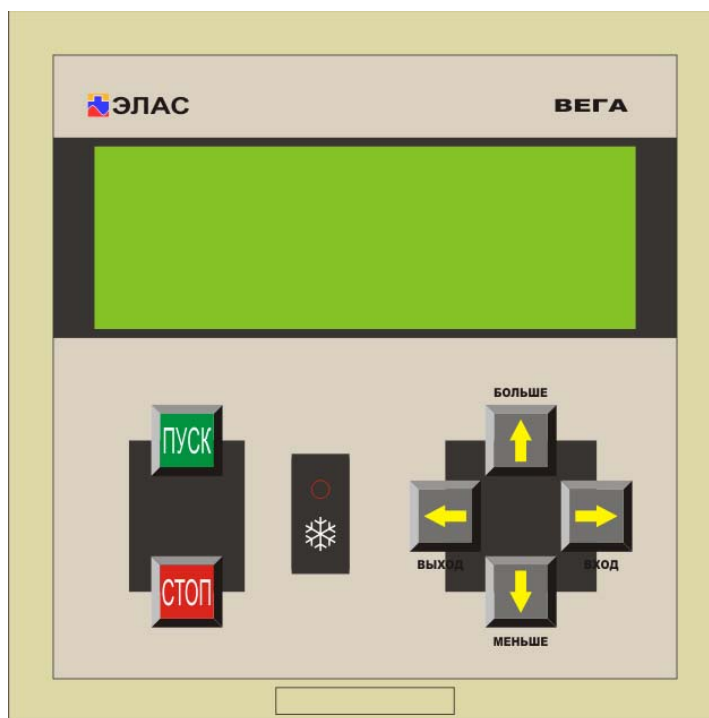 ЭЛАС
ВЕГА
БОЛЬШЕ
ПУСК
ВЫХОД
ВХОД
СТОП
МЕНЬШЕ